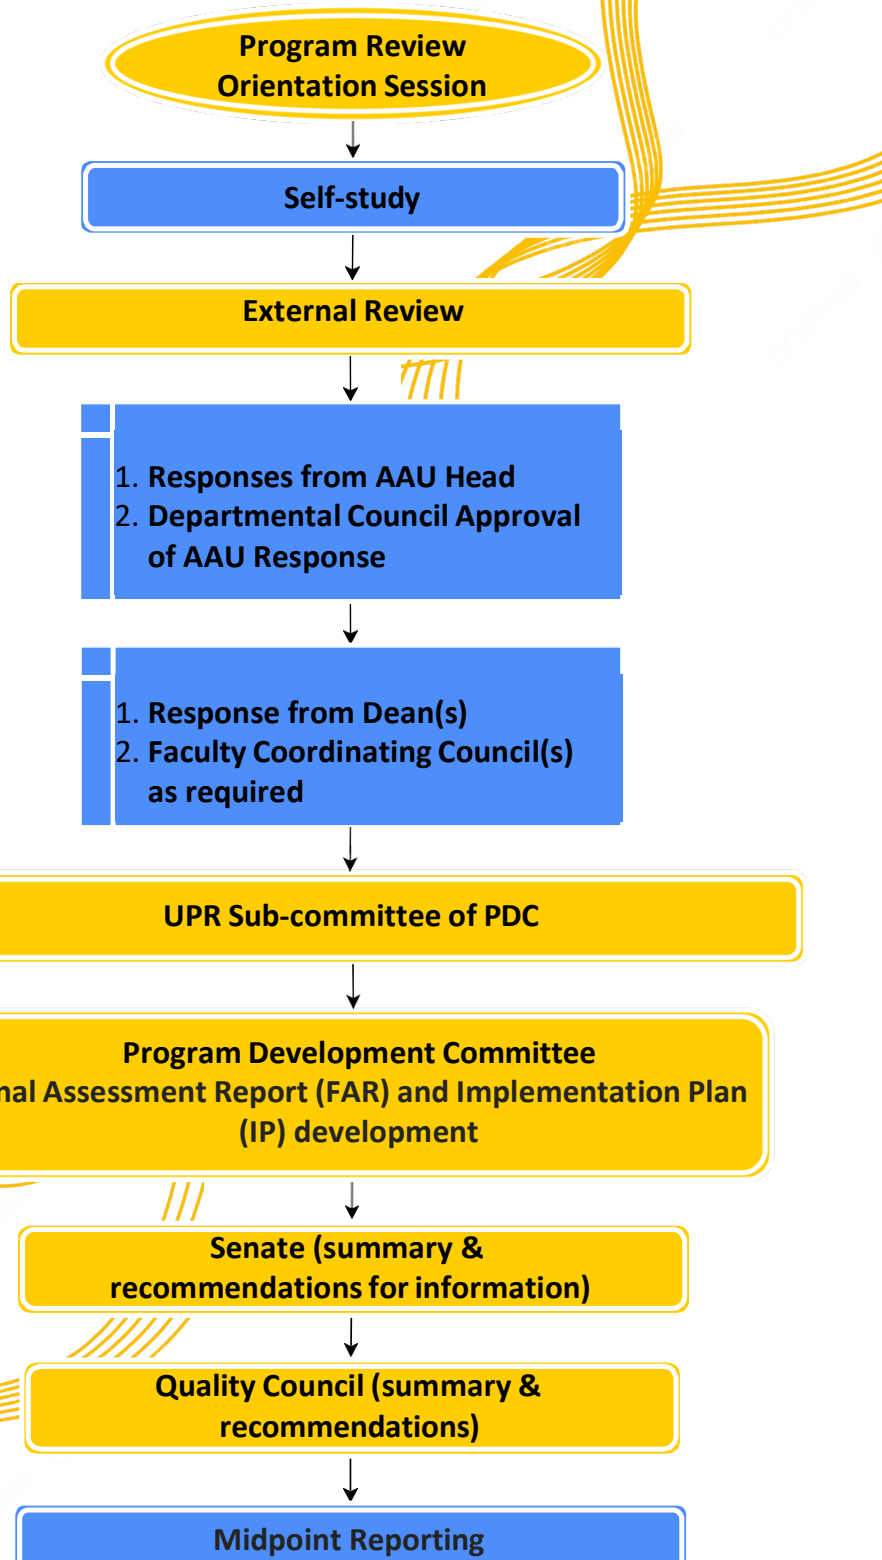 Program Review
Orientation Session
Self-study
External Review
1. Responses from AAU Head
2. Departmental Council Approval
of AAU Response
1. Response from Dean(s)
2. Faculty Coordinating Council(s)
as required
UPR Sub-committee of PDC
Program Development Committee
nal Assessment Report (FAR) and Implementation Plan
(IP) development
Senate (summary &
recommendations for information)
Quality Council (summary &
recommendations)
Midpoint Reporting